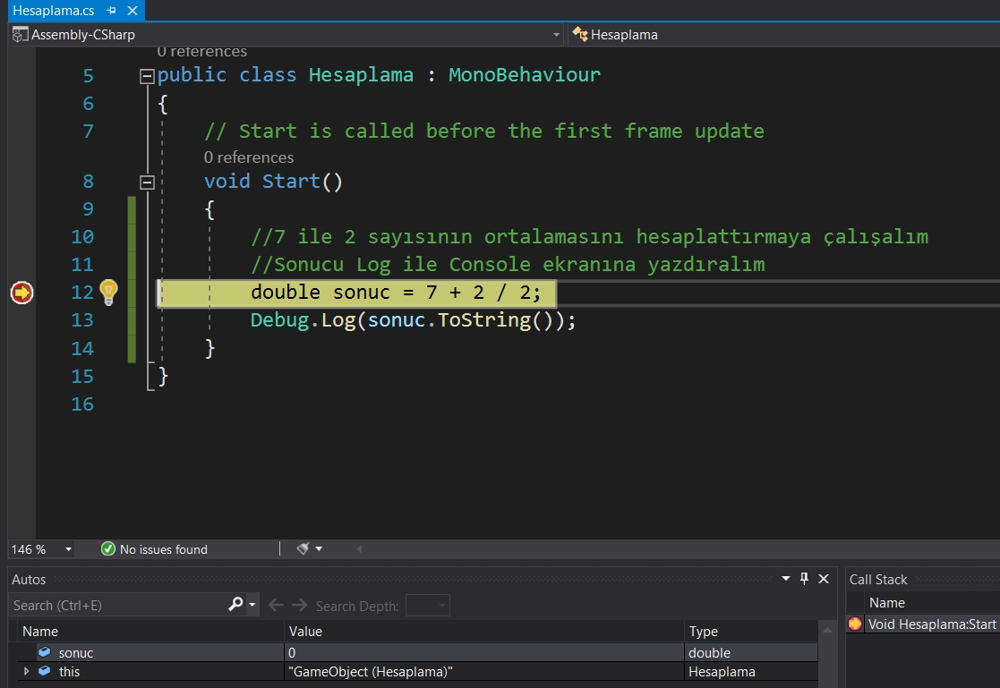 Hesaplama.cs
Assembly-CSharp Hesaplama
0 references
5 public class Hesaplama : MonoBehaviour
6 {
7 // Start is called before the first frame update
0 references
8 void Start()
9 {
10 //7 ile 2 sayısının ortalamasını hesaplattırmaya çalışalım
11 //Sonucu Log ile Console ekranına yazdıralım
12 double sonuc = 7 + 2 / 2;
13 Debug.Log(sonuc.ToString());
14 }
15 }
16
146 % No issues found
Autos
Search (Ctrl+E) Search Depth:
Name Value Type
sonuc 0 double
this "GameObject (Hesaplama)" Hesaplama
Call Stack
Name
Void Hesaplama:Start